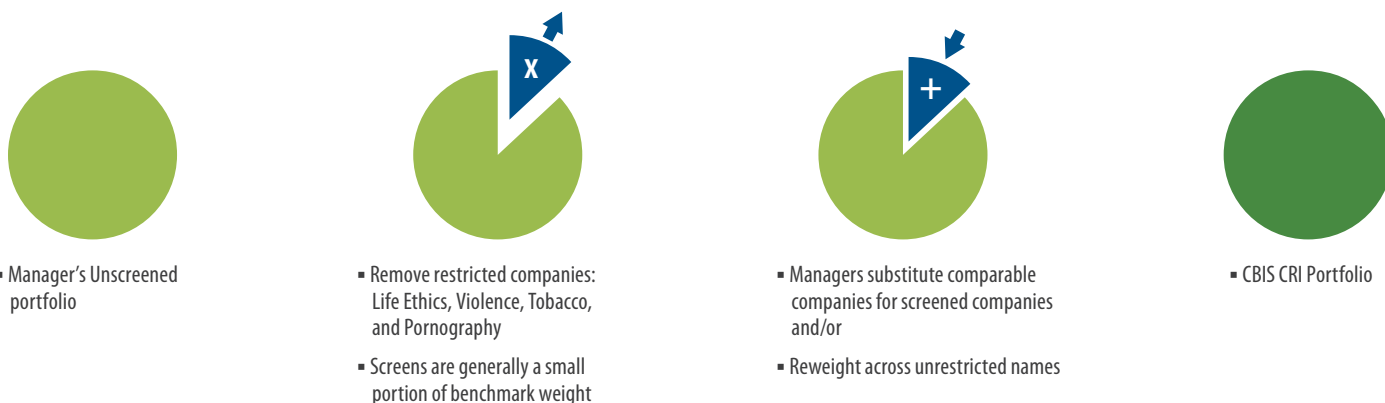 X
+
▪ Manager's Unscreened
portfolio
▪ Remove restricted companies:
Life Ethics, Violence, Tobacco,
and Pornography
▪ Screens are generally a small
portion of benchmark weight
▪ Managers substitute comparable
companies for screened companies
and/or
▪ Reweight across unrestricted names
▪ CBIS CRI Portfolio